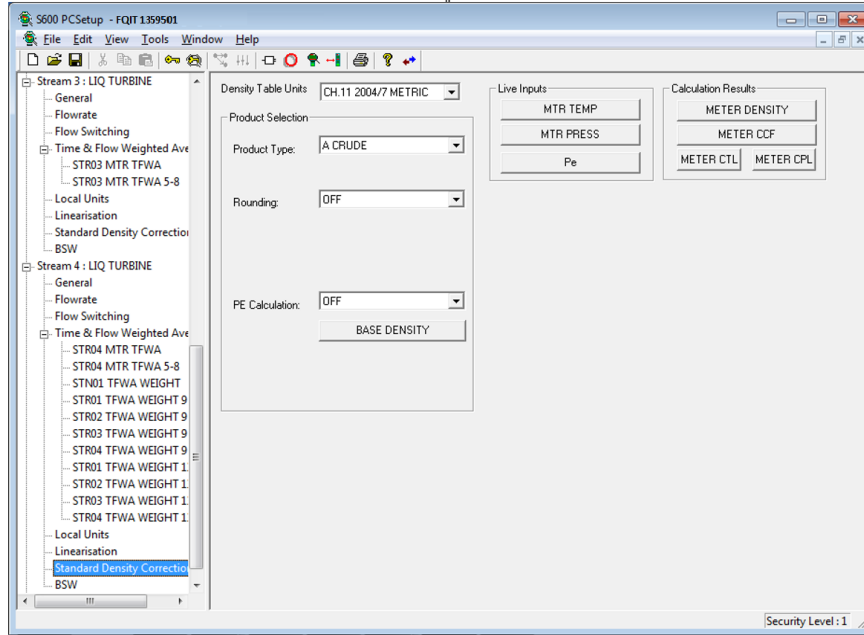 S600 PCSetup - FQIT 1359501
File Edit View Tools Window Help
Stream 3 : LIQ TURBINE
General
Flowrate
Flow Switching
Time & Flow Weighted Ave
STR03 MTR TFWA
STR03 MTR TFWA 5-8
Local Units
Linearisation
Standard Density Correction
BSW
Stream 4 : LIQ TURBINE
General
Flowrate
Flow Switching
Time & Flow Weighted Ave
STR04 MTR TFWA
STR04 MTR TFWA 5-8
STN01 TFWA WEIGHT
STR01 TFWA WEIGHT 9
STR02 TFWA WEIGHT 9
STR03 TFWA WEIGHT 9
STR04 TFWA WEIGHT 9
STR01 TFWA WEIGHT 1
STR02 TFWA WEIGHT 1
STR03 TFWA WEIGHT 1
STR04 TFWA WEIGHT 1
Local Units
Linearisation
Standard Density Correction
BSW
Density Table Units CH.11 2004/7 METRIC
Product Selection
Product Type: A CRUDE
Rounding: OFF
PE Calculation: OFF
BASE DENSITY
Live Inputs
MTR TEMP
MTR PRESS
Pe
Calculation Results
METER DENSITY
METER CCF
METER CTL METER CPL
Security Level : 1